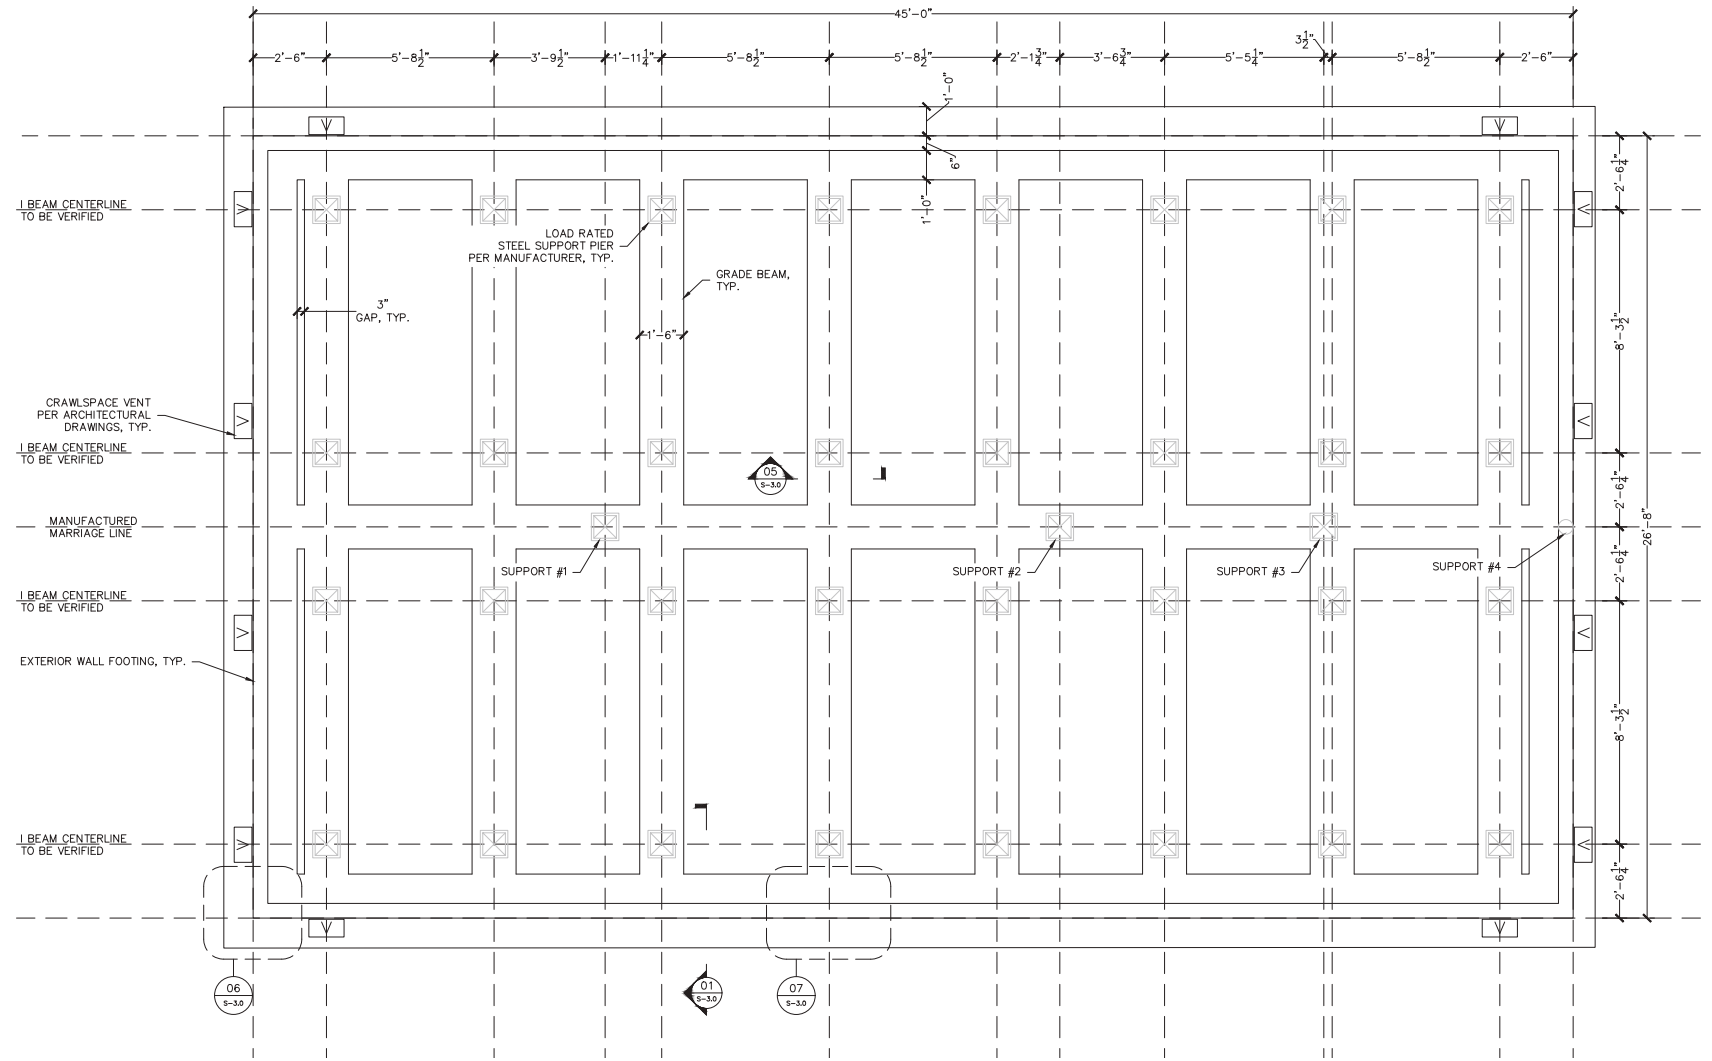 45'-0"
2'-6"
5'-8½"
3'-9½"
1'-11¼"
5'-8½"
5'-8½"
2'-1¾"
3'-6¾"
5'-5¼"
3½"
5'-8½"
2'-6"
1'-0"
6"
1'-0"
2'-6¼"
I BEAM CENTERLINE
TO BE VERIFIED
LOAD RATED
STEEL SUPPORT PIER
PER MANUFACTURER, TYP.
GRADE BEAM,
TYP.
3"
GAP, TYP.
1'-6"
8'-3½"
CRAWLSPACE VENT
PER ARCHITECTURAL
DRAWINGS, TYP.
I BEAM CENTERLINE
TO BE VERIFIED
05
S-3.0
2'-6¼"
MANUFACTURED
MARRIAGE LINE
26'-8"
SUPPORT #1
SUPPORT #2
SUPPORT #3
SUPPORT #4
2'-6¼"
I BEAM CENTERLINE
TO BE VERIFIED
EXTERIOR WALL FOOTING, TYP.
8'-3½"
I BEAM CENTERLINE
TO BE VERIFIED
2'-6¼"
06
S-3.0
01
S-3.0
07
S-3.0